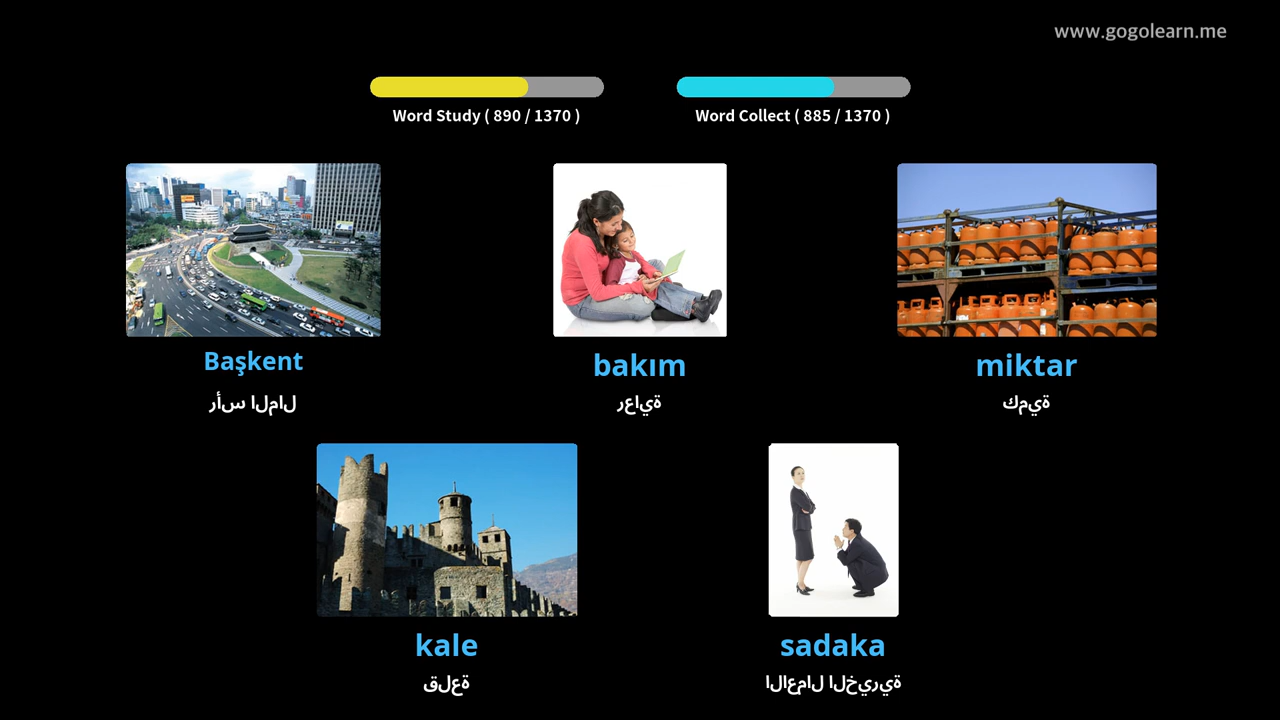 www.gogolearn.me
Word Study ( 890 / 1370 )
Word Collect ( 885 / 1370 )
Başkent
رأس المال
bakım
رعاية
miktar
كمية
kale
قلعة
sadaka
الاعمال الخيرية